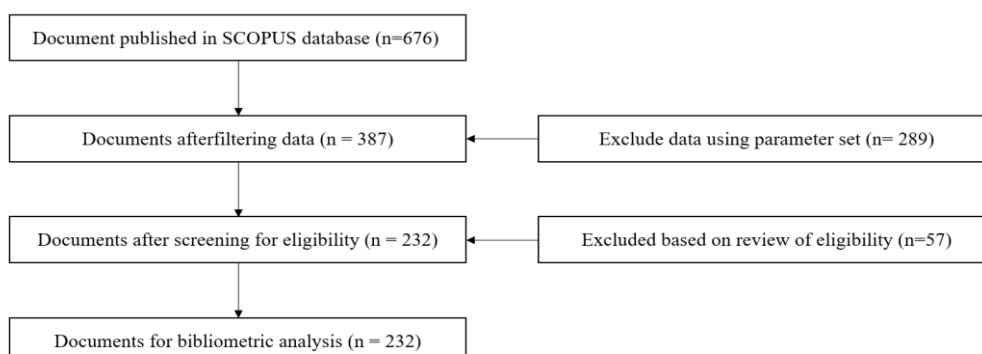 Document published in SCOPUS database (n=676)
Documents afterfiltering data (n = 387)
Exclude data using parameter set (n= 289)
Documents after screening for eligibility (n = 232)
Excluded based on review of eligibility (n=57)
Documents for bibliometric analysis (n = 232)